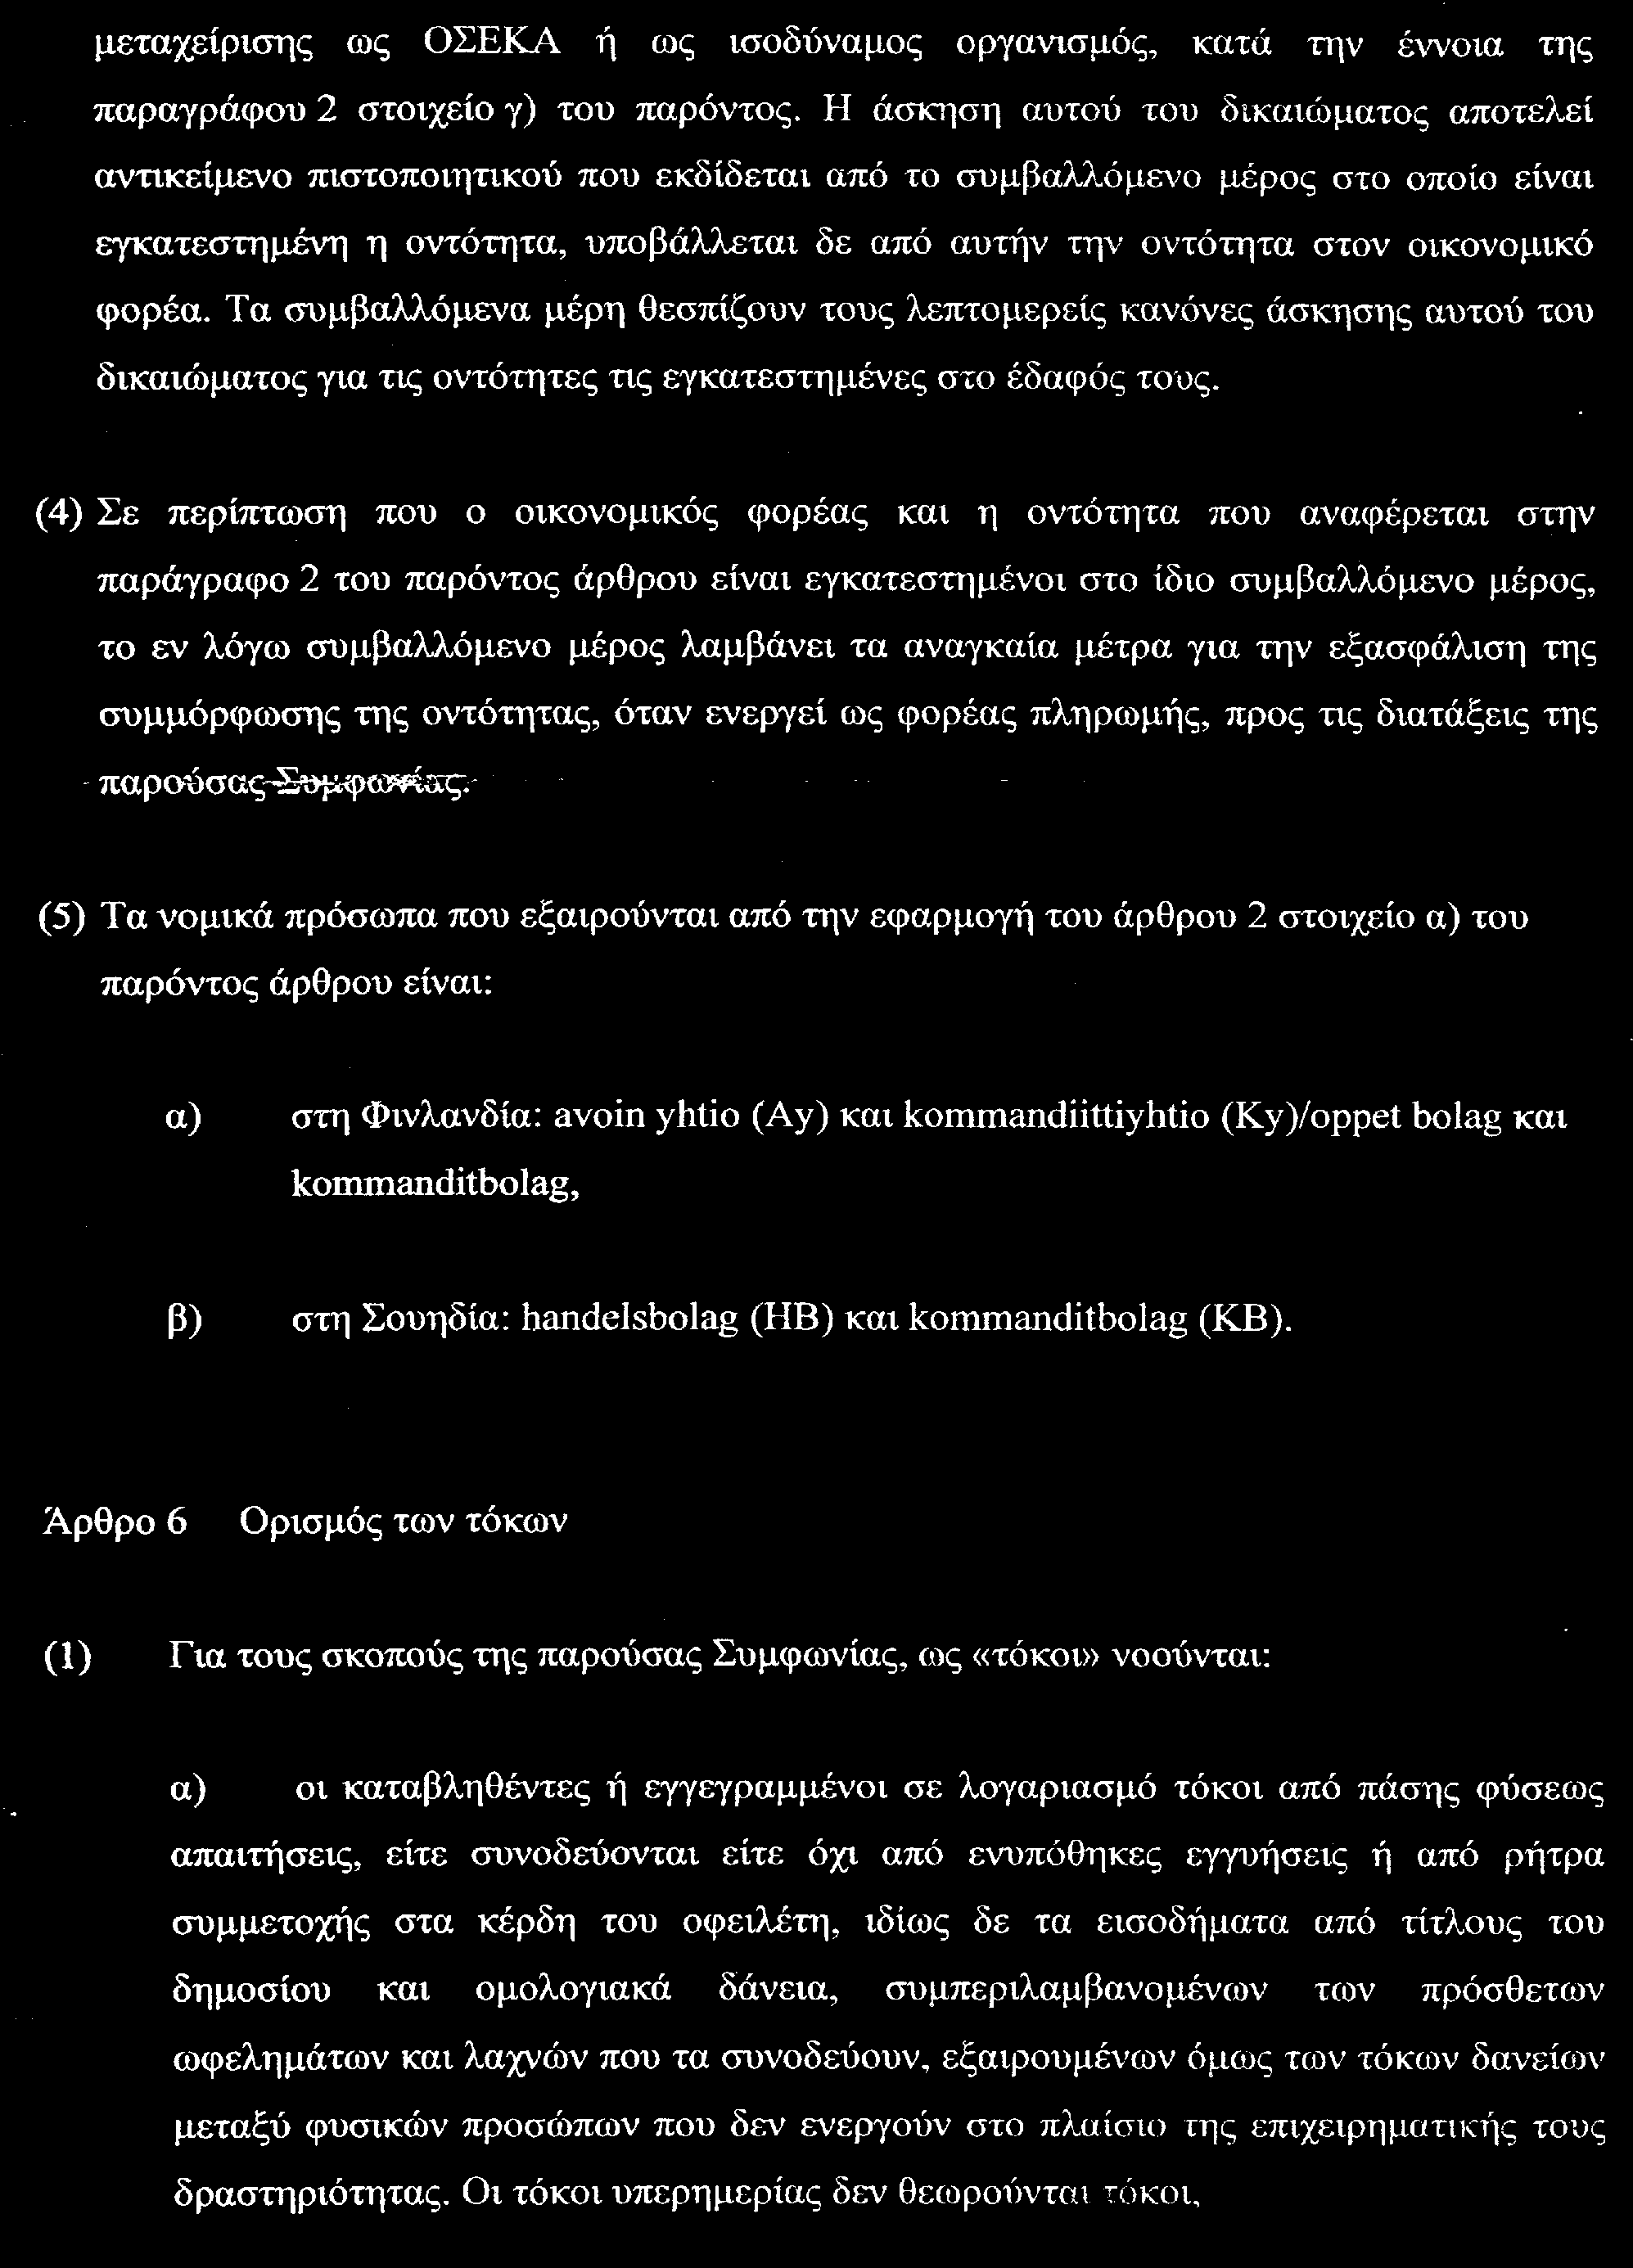 μεταχείρισης ως ΟΣΕΚΑ ή ως ισοδύναμος οργανισμός, κατά την έννοια της
παραγράφου 2 στοιχείο γ) του παρόντος. Η άσκηση αυτού του δικαιώματος αποτελεί
αντικείμενο πιστοποιητικού που εκδίδεται από το συμβαλλόμενο μέρος στο οποίο είναι
εγκατεστημένη η οντότητα, υποβάλλεται δε από αυτήν την οντότητα στον οικονομικό
φορέα. Τα συμβαλλόμενα μέρη θεσπίζουν τους λεπτομερείς κανόνες άσκησης αυτού του
δικαιώματος για τις οντότητες τις εγκατεστημένες στο έδαφός τους.
(4) Σε περίπτωση που ο οικονομικός φορέας και η οντότητα που αναφέρεται στην
παράγραφο 2 του παρόντος άρθρου είναι εγκατεστημένοι στο ίδιο συμβαλλόμενο μέρος,
το εν λόγω συμβαλλόμενο μέρος λαμβάνει τα αναγκαία μέτρα για την εξασφάλιση της
συμμόρφωσης της οντότητας, όταν ενεργεί ως φορέας πληρωμής, προς τις διατάξεις της
παρούσας Συμφωνίας.
(5) Τα νομικά πρόσωπα που εξαιρούνται από την εφαρμογή του άρθρου 2 στοιχείο α) του
παρόντος άρθρου είναι:
α) στη Φινλανδία: avoin yhtio (Ay) και kommandiittiyhtio (Ky)/oppet bolag και
kommanditbolag,
β) στη Σουηδία: handelsbolag (HB) και kommanditbolag (KB).
Άρθρο 6 Ορισμός των τόκων
(1) Για τους σκοπούς της παρούσας Συμφωνίας, ως «τόκοι» νοούνται:
α) οι καταβληθέντες ή εγγεγραμμένοι σε λογαριασμό τόκοι από πάσης φύσεως
απαιτήσεις, είτε συνοδεύονται είτε όχι από ενυπόθηκες εγγυήσεις ή από ρήτρα
συμμετοχής στα κέρδη του οφειλέτη, ιδίως δε τα εισοδήματα από τίτλους του
δημοσίου και ομολογιακά δάνεια, συμπεριλαμβανομένων των πρόσθετων
ωφελημάτων και λαχνών που τα συνοδεύουν, εξαιρουμένων όμως των τόκων δανείων
μεταξύ φυσικών προσώπων που δεν ενεργούν στο πλαίσιο της επιχειρηματικής τους
δραστηριότητας. Οι τόκοι υπερημερίας δεν θεωρούνται τόκοι,